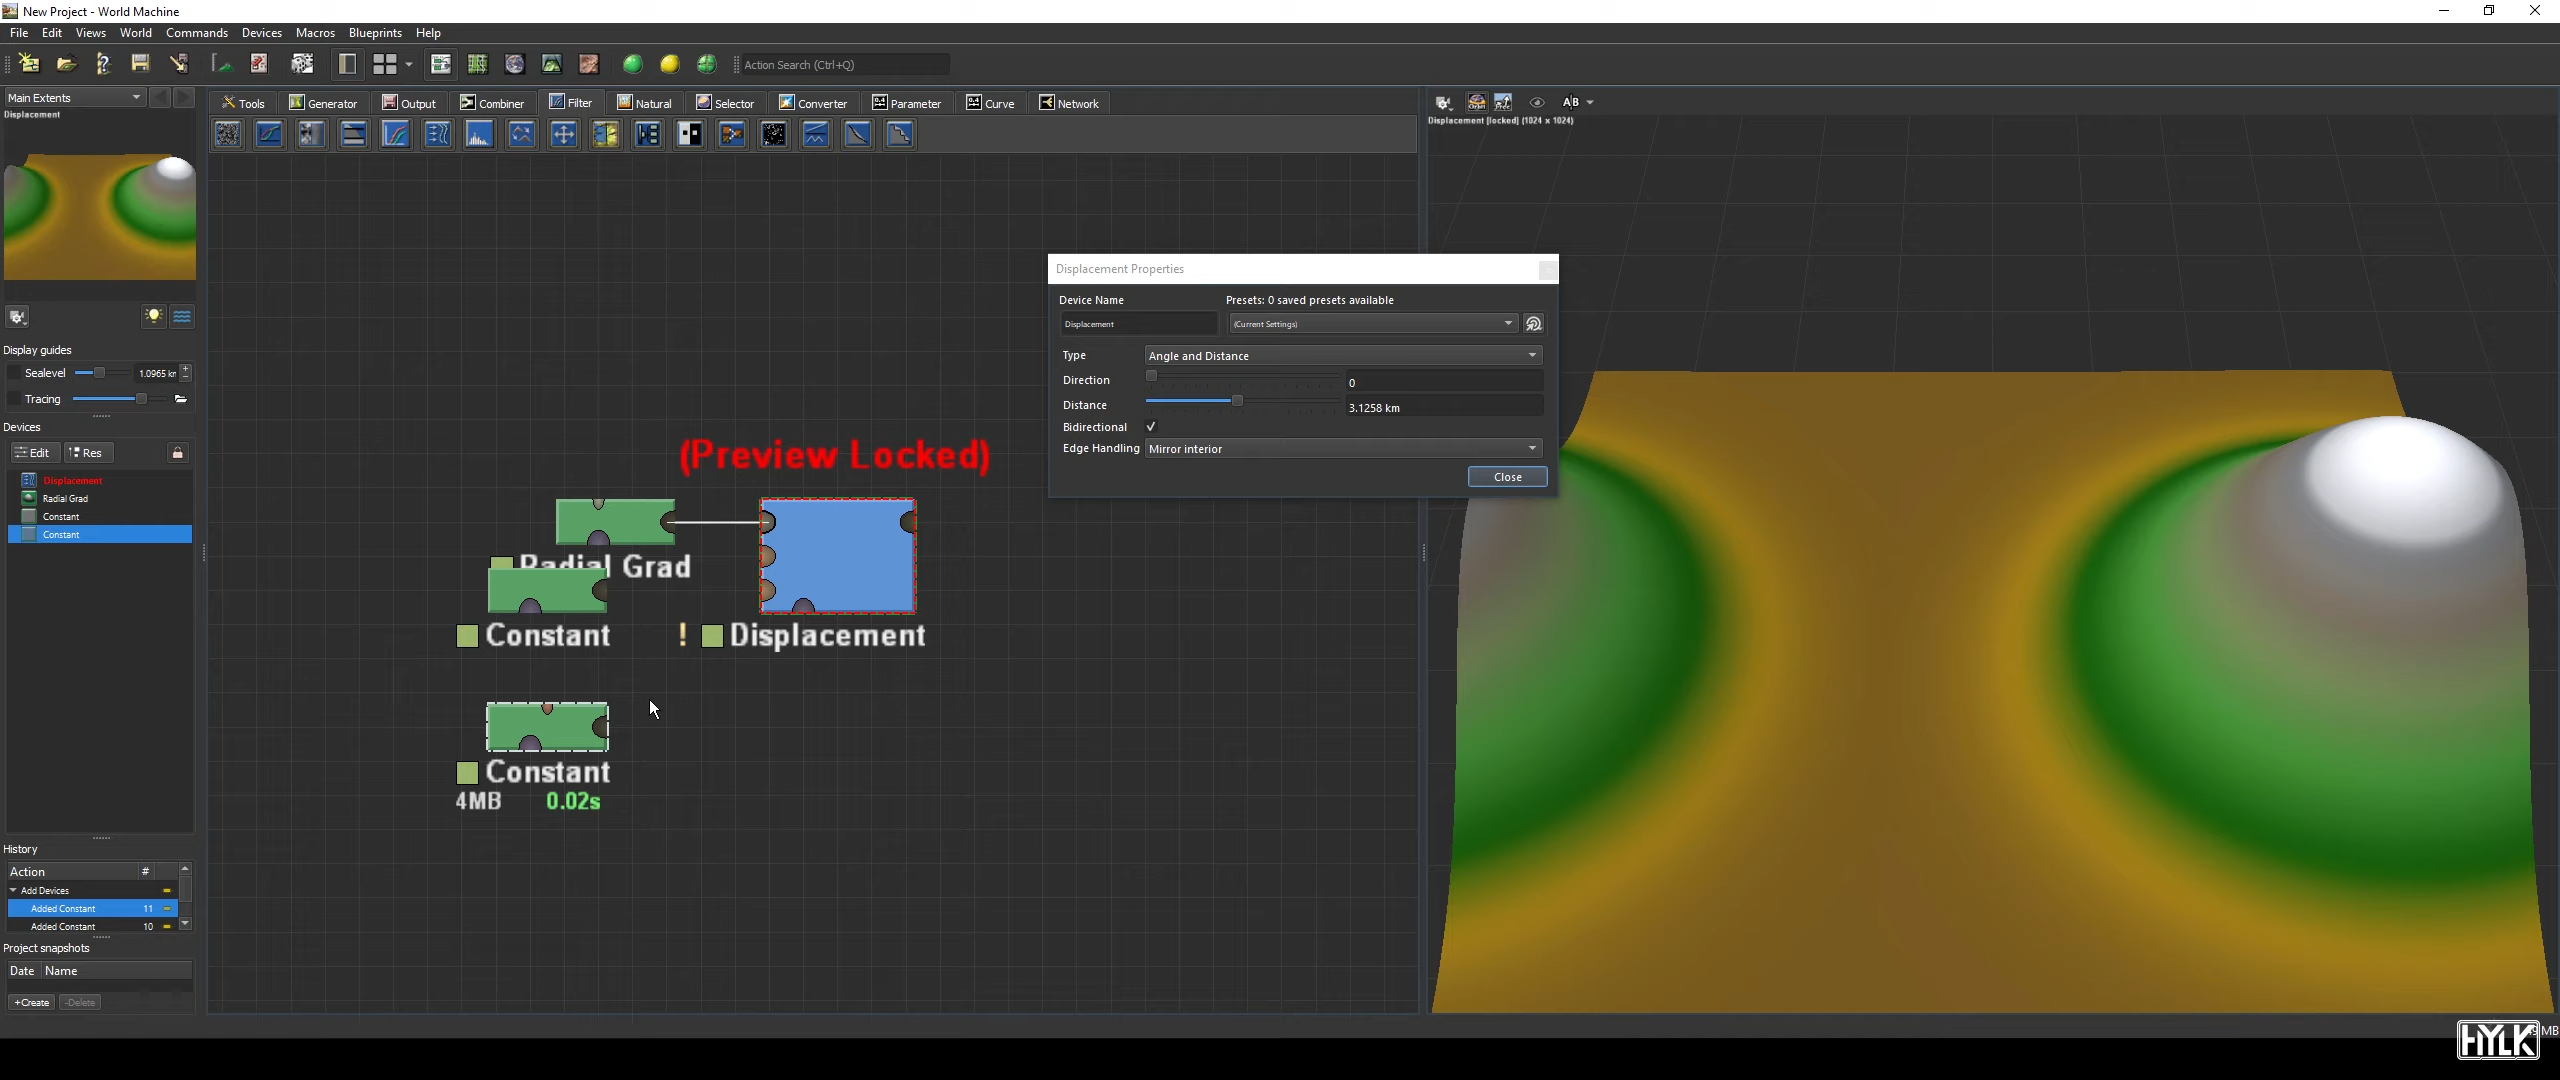 New Project - World Machine
File Edit Views World Commands Devices Macros Blueprints Help
Action Search (Ctrl+Q)
Main Extents
Tools Generator Output Combiner Filter Natural Selector Converter Parameter Curve Network
AB
Displacement
Displacement [locked] (1024 x 1024)
Displacement Properties
Device Name Presets: 0 saved presets available
Displacement (Current Settings)
Type Angle and Distance
Direction 0
Distance 3.1258 km
Bidirectional
Edge Handling Mirror interior
Close
Display guides
Sealevel 1.0965 km
Tracing
Devices
Edit Res
Displacement
Radial Grad
Constant
Constant
(Preview Locked)
Radial Grad
Constant
! Displacement
Constant
4MB 0.02s
History
Action #
Add Devices
Added Constant 11
Added Constant 10
Project snapshots
Date Name
+Create -Delete
MB
HYLK